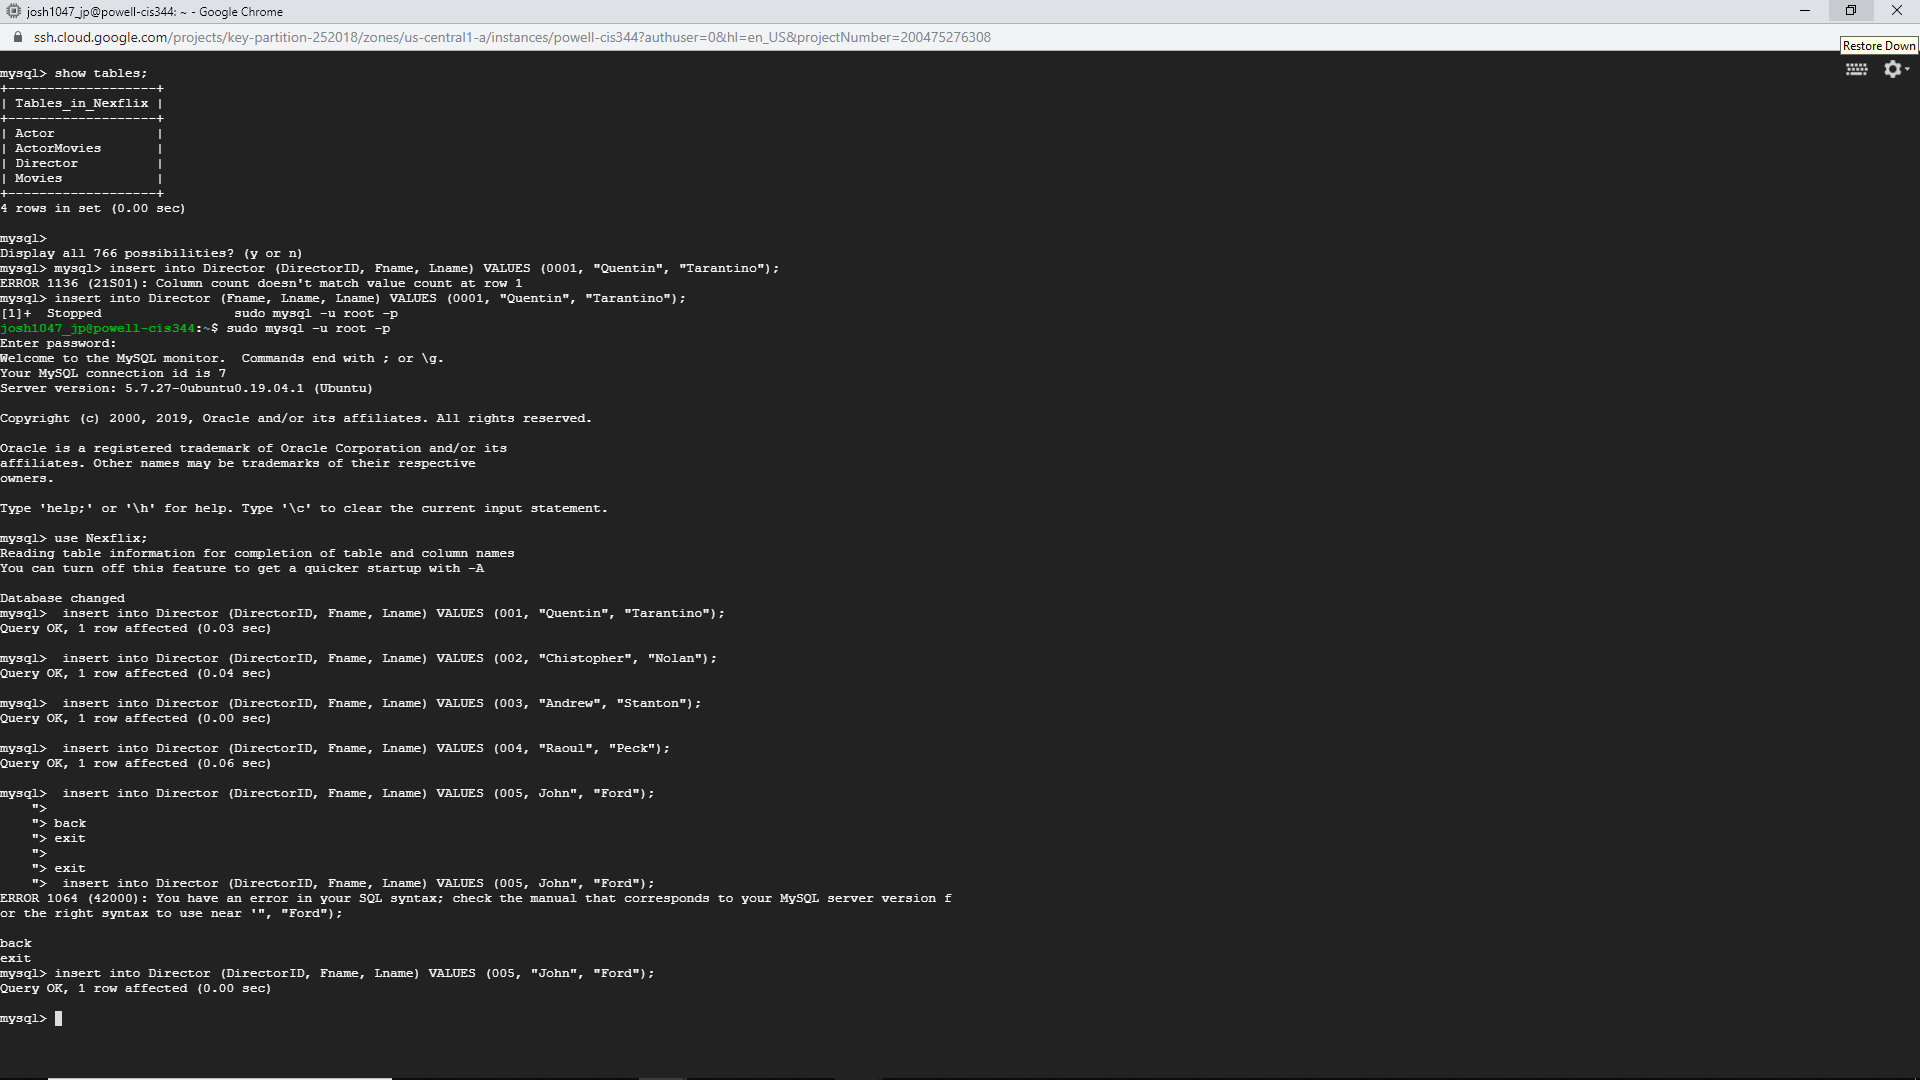 josh1047_jp@powell-cis344: ~ - Google Chrome
ssh.cloud.google.com/projects/key-partition-252018/zones/us-central1-a/instances/powell-cis344?authuser=0&hl=en_US&projectNumber=200475276308
Restore Down
mysql> show tables;
+-------------------+
| Tables_in_Nexflix |
+-------------------+
| Actor             |
| ActorMovies       |
| Director          |
| Movies            |
+-------------------+
4 rows in set (0.00 sec)
mysql>
Display all 766 possibilities? (y or n)
mysql> mysql> insert into Director (DirectorID, Fname, Lname) VALUES (0001, "Quentin", "Tarantino");
ERROR 1136 (21S01): Column count doesn't match value count at row 1
mysql> insert into Director (Fname, Lname, Lname) VALUES (0001, "Quentin", "Tarantino");
[1]+  Stopped                 sudo mysql -u root -p
josh1047_jp@powell-cis344:~$ sudo mysql -u root -p
Enter password:
Welcome to the MySQL monitor.  Commands end with ; or \g.
Your MySQL connection id is 7
Server version: 5.7.27-0ubuntu0.19.04.1 (Ubuntu)
Copyright (c) 2000, 2019, Oracle and/or its affiliates. All rights reserved.
Oracle is a registered trademark of Oracle Corporation and/or its
affiliates. Other names may be trademarks of their respective
owners.
Type 'help;' or '\h' for help. Type '\c' to clear the current input statement.
mysql> use Nexflix;
Reading table information for completion of table and column names
You can turn off this feature to get a quicker startup with -A
Database changed
mysql>  insert into Director (DirectorID, Fname, Lname) VALUES (001, "Quentin", "Tarantino");
Query OK, 1 row affected (0.03 sec)
mysql>  insert into Director (DirectorID, Fname, Lname) VALUES (002, "Chistopher", "Nolan");
Query OK, 1 row affected (0.04 sec)
mysql>  insert into Director (DirectorID, Fname, Lname) VALUES (003, "Andrew", "Stanton");
Query OK, 1 row affected (0.00 sec)
mysql>  insert into Director (DirectorID, Fname, Lname) VALUES (004, "Raoul", "Peck");
Query OK, 1 row affected (0.06 sec)
mysql>  insert into Director (DirectorID, Fname, Lname) VALUES (005, John", "Ford");
    ">
    "> back
    "> exit
    ">
    "> exit
    ">  insert into Director (DirectorID, Fname, Lname) VALUES (005, John", "Ford");
ERROR 1064 (42000): You have an error in your SQL syntax; check the manual that corresponds to your MySQL server version f
or the right syntax to use near '", "Ford");
back
exit
mysql> insert into Director (DirectorID, Fname, Lname) VALUES (005, "John", "Ford");
Query OK, 1 row affected (0.00 sec)
mysql>